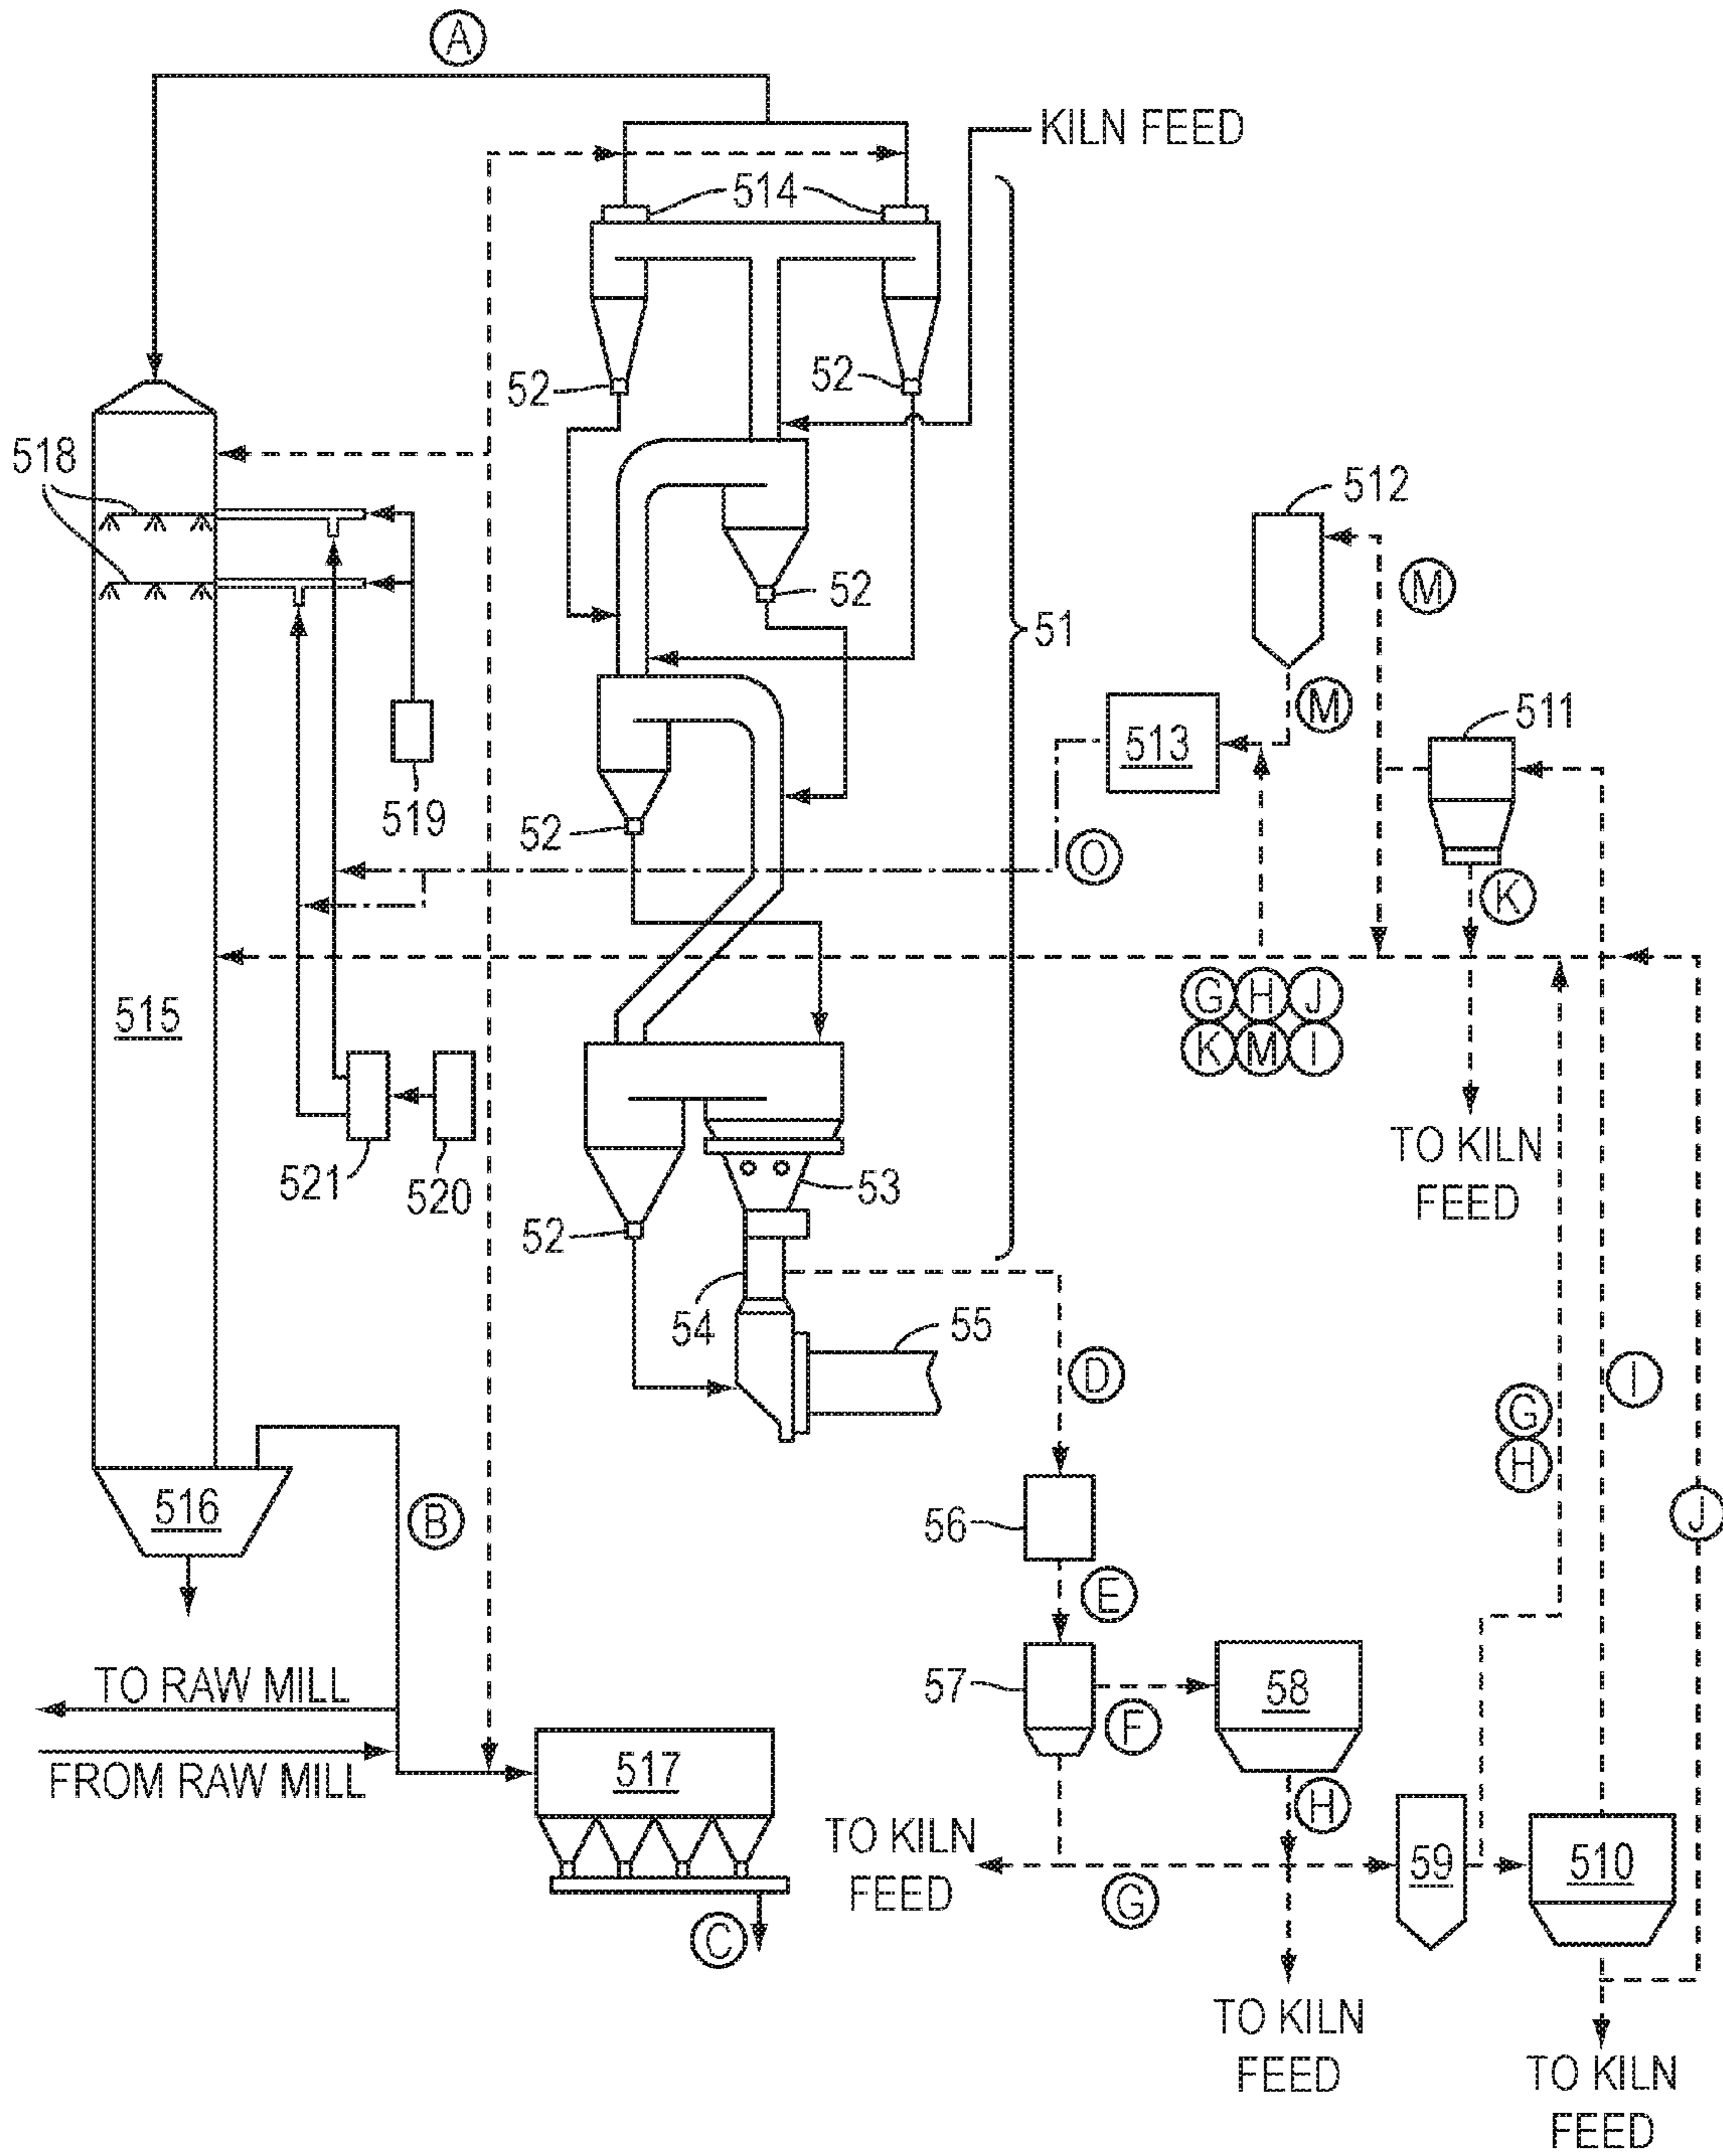 A
KILN FEED
514
52
52
518
512
52
M
51
M
511
513
519
52
O
K
515
G H J
K M I
TO KILN
FEED
521
520
53
52
54
55
D
I
G
H
516
B
J
56
E
TO RAW MILL
57
58
F
FROM RAW MILL
517
H
TO KILN
FEED
59
510
G
C
TO KILN
FEED
TO KILN
FEED